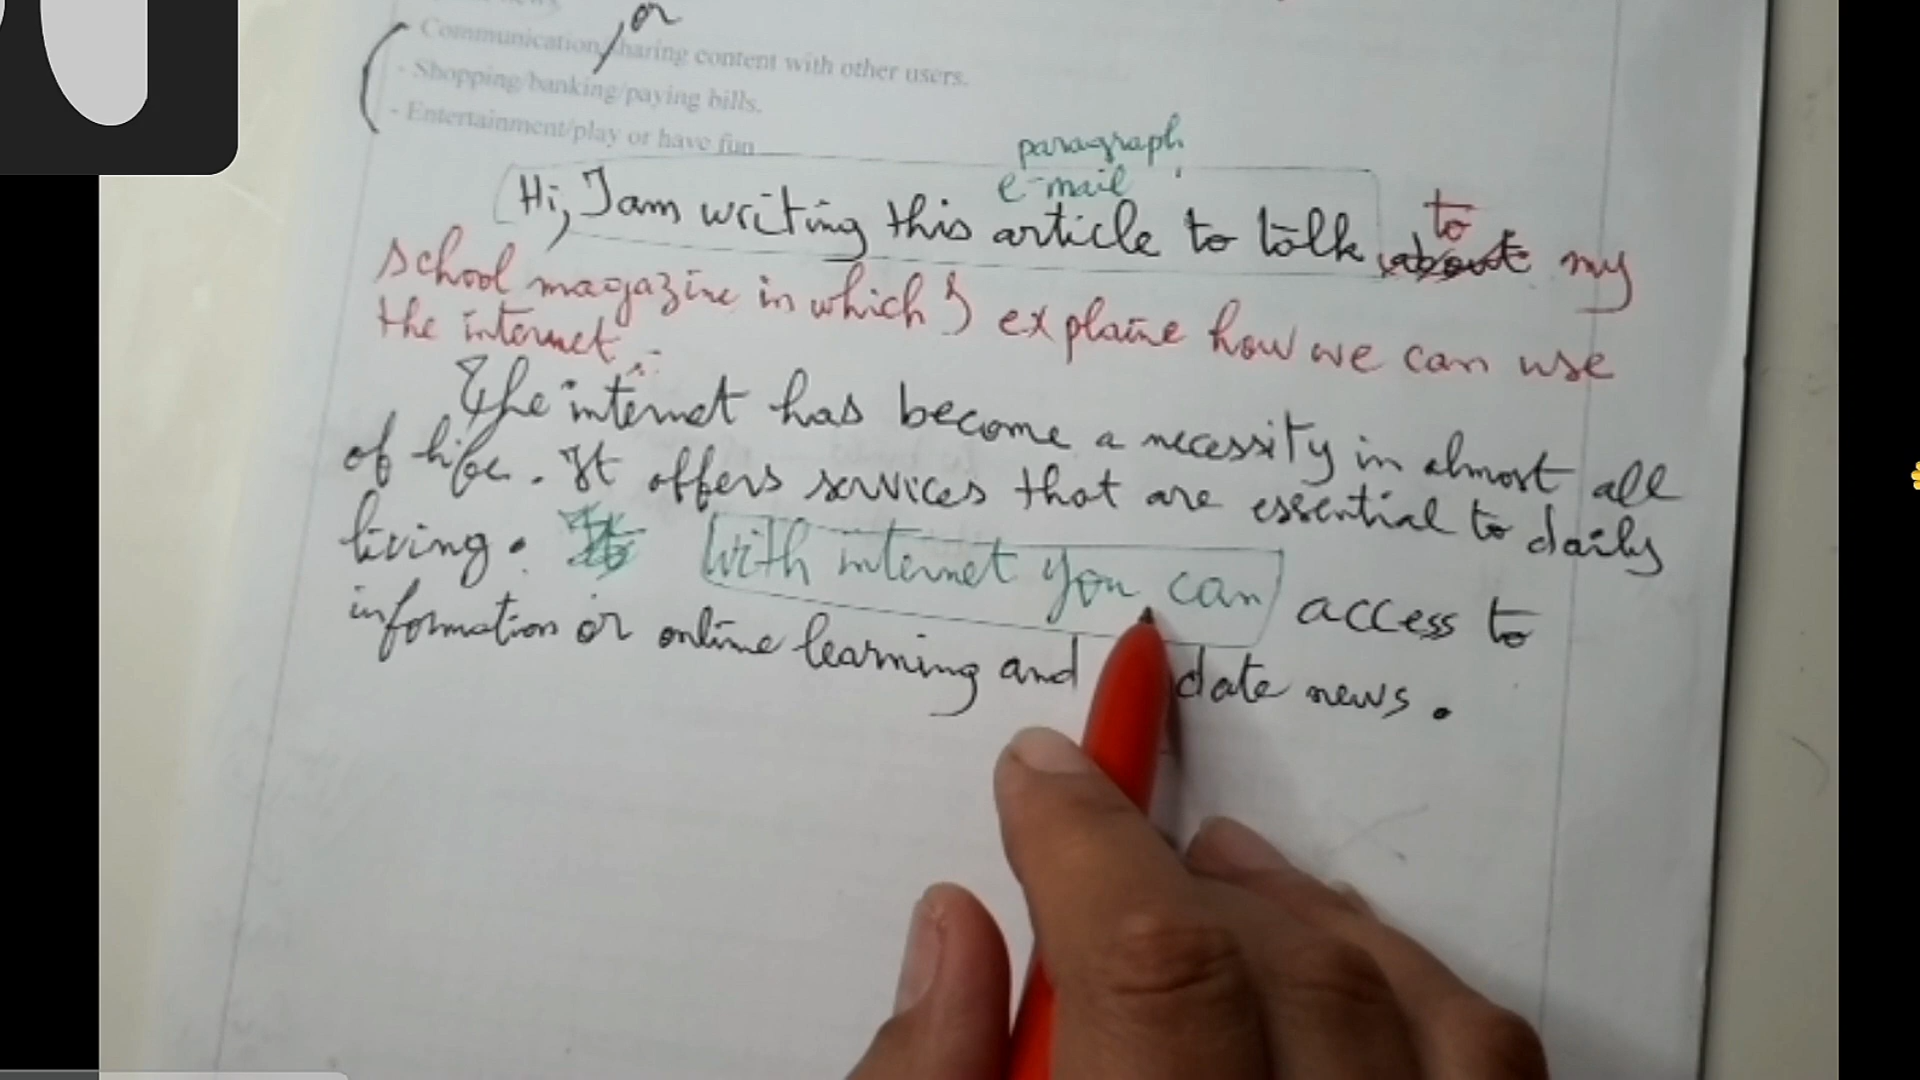 or
- Communication/sharing content with other users.
- Shopping/banking/paying bills.
- Entertainment/play or have fun
paragraph
e-mail
Hi, I am writing this article to talk about to my
school magazine in which I explaine how we can use
the internet.
The internet has become a necessity in almost all
of life. It offers services that are essential to daily
living. With internet you can access to
information or online learning and date news.